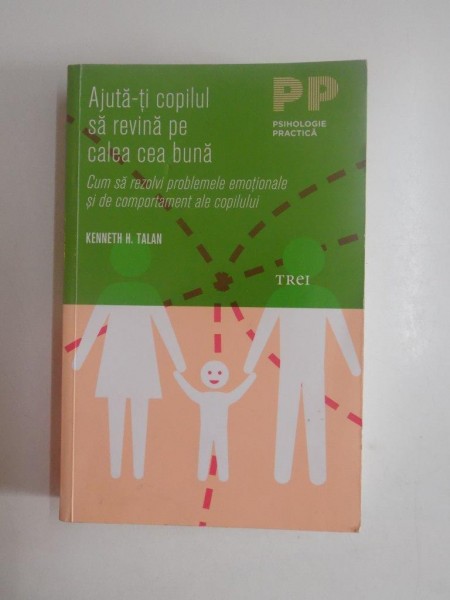 Ajută-ți copilul
să revină pe
calea cea bună
Cum să rezolvi problemele emoționale
și de comportament ale copilului
KENNETH H. TALAN
PP
PSIHOLOGIE
PRACTICĂ
TREI